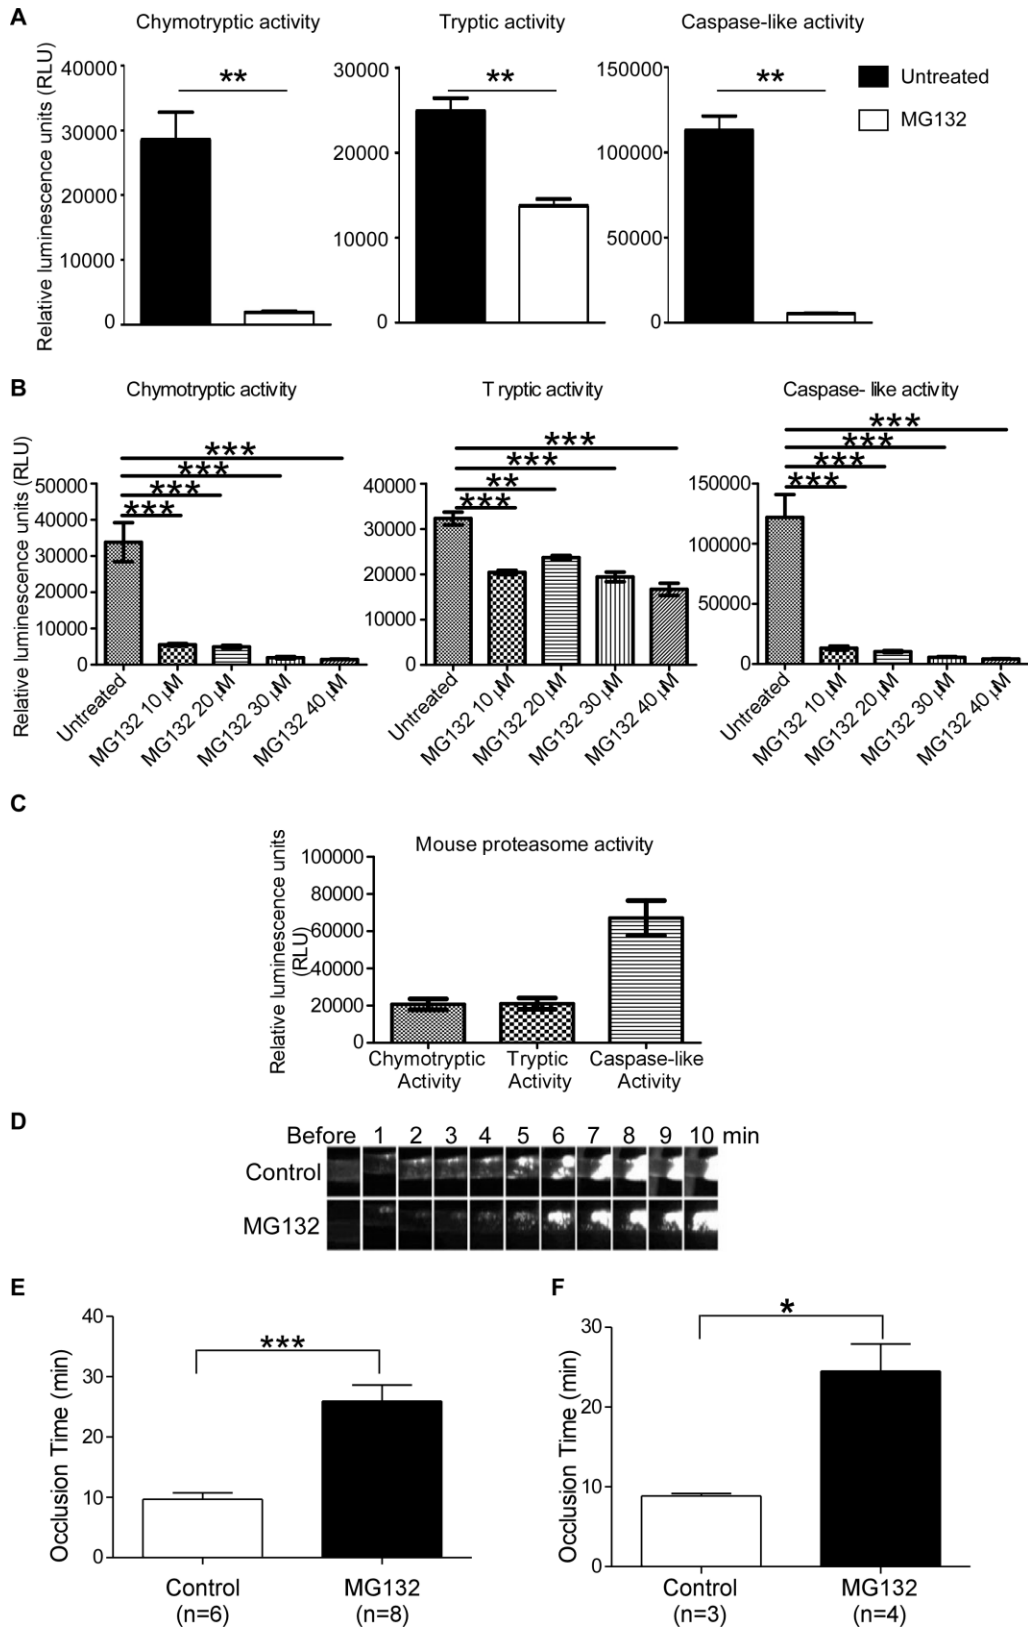 A
Chymotryptic activity
Tryptic activity
Caspase-like activity
Relative luminescence units (RLU)
40000
30000
20000
10000
0
**
30000
20000
10000
0
**
150000
100000
50000
0
**
Untreated
MG132
B
Chymotryptic activity
T ryptic activity
Caspase- like activity
Relative luminescence units (RLU)
50000
40000
30000
20000
10000
0
***
***
***
***
Untreated
MG132 10 µM
MG132 20 µM
MG132 30 µM
MG132 40 µM
40000
30000
20000
10000
0
***
***
**
***
Untreated
MG132 10 µM
MG132 20 µM
MG132 30 µM
MG132 40 µM
150000
100000
50000
0
***
***
***
***
Untreated
MG132 10 µM
MG132 20 µM
MG132 30 µM
MG132 40 µM
C
Mouse proteasome activity
Relative luminescence units
(RLU)
100000
80000
60000
40000
20000
0
Chymotryptic
Activity
Tryptic
Activity
Caspase-like
Activity
D
Before 1 2 3 4 5 6 7 8 9 10 min
Control
MG132
E
Occlusion Time (min)
40
30
20
10
0
***
Control
(n=6)
MG132
(n=8)
F
Occlusion Time (min)
30
20
10
0
*
Control
(n=3)
MG132
(n=4)